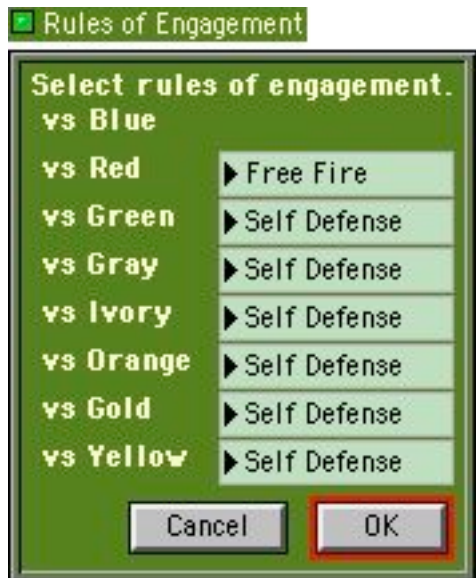 Rules of Engagement
Select rules of engagement.
vs Blue
vs Red Free Fire
vs Green Self Defense
vs Gray Self Defense
vs Ivory Self Defense
vs Orange Self Defense
vs Gold Self Defense
vs Yellow Self Defense
Cancel OK